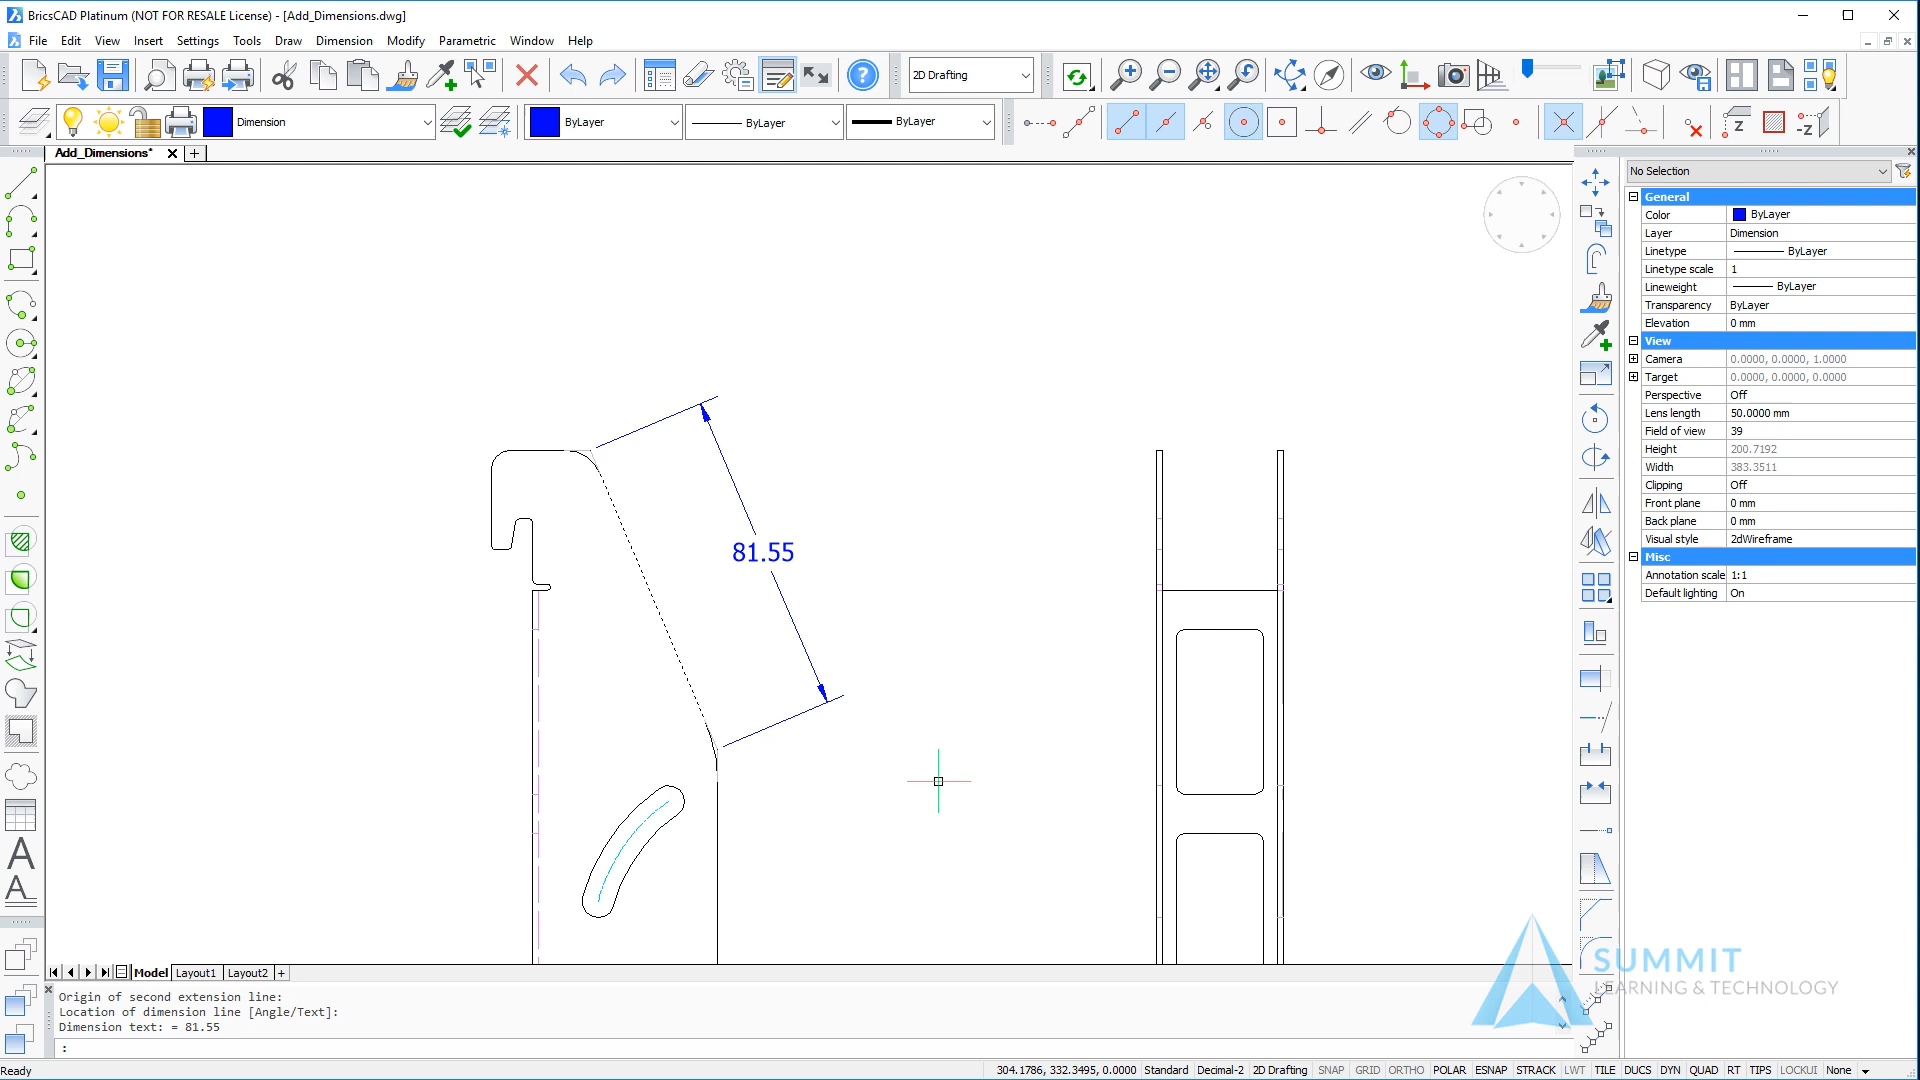 BricsCAD Platinum (NOT FOR RESALE License) - [Add_Dimensions.dwg]
File Edit View Insert Settings Tools Draw Dimension Modify Parametric Window Help
2D Drafting
Dimension ByLayer ByLayer ByLayer
Add_Dimensions*
No Selection
General
Color ByLayer
Layer Dimension
Linetype ByLayer
Linetype scale 1
Lineweight ByLayer
Transparency ByLayer
Elevation 0 mm
View
Camera 0.0000, 0.0000, 1.0000
Target 0.0000, 0.0000, 0.0000
Perspective Off
Lens length 50.0000 mm
Field of view 39
Height 200.7192
Width 383.3511
Clipping Off
Front plane 0 mm
Back plane 0 mm
Visual style 2dWireframe
Misc
Annotation scale 1:1
Default lighting On
81.55
Model Layout1 Layout2 +
Origin of second extension line:
Location of dimension line [Angle/Text]:
Dimension text: = 81.55
:
SUMMIT
LEARNING & TECHNOLOGY
Ready 304.1786, 332.3495, 0.0000 Standard Decimal-2 2D Drafting SNAP GRID ORTHO POLAR ESNAP STRACK LWT TILE DUCS DYN QUAD RT TIPS LOCKUI None